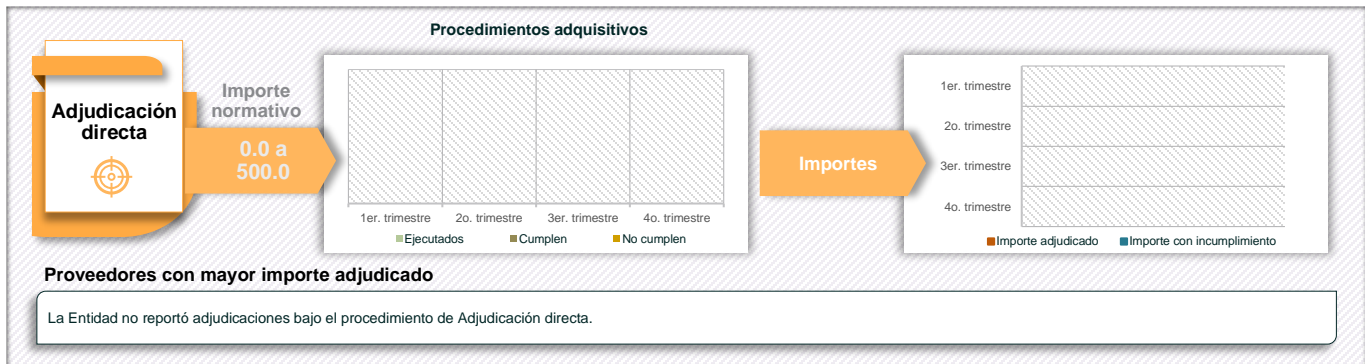 Procedimientos adquisitivos
Adjudicación
directa
Importe
normativo
0.0 a
500.0
1er. trimestre
2o. trimestre
3er. trimestre
4o. trimestre
Ejecutados
Cumplen
No cumplen
Importes
1er. trimestre
2o. trimestre
3er. trimestre
4o. trimestre
Importe adjudicado
Importe con incumplimiento
Proveedores con mayor importe adjudicado
La Entidad no reportó adjudicaciones bajo el procedimiento de Adjudicación directa.